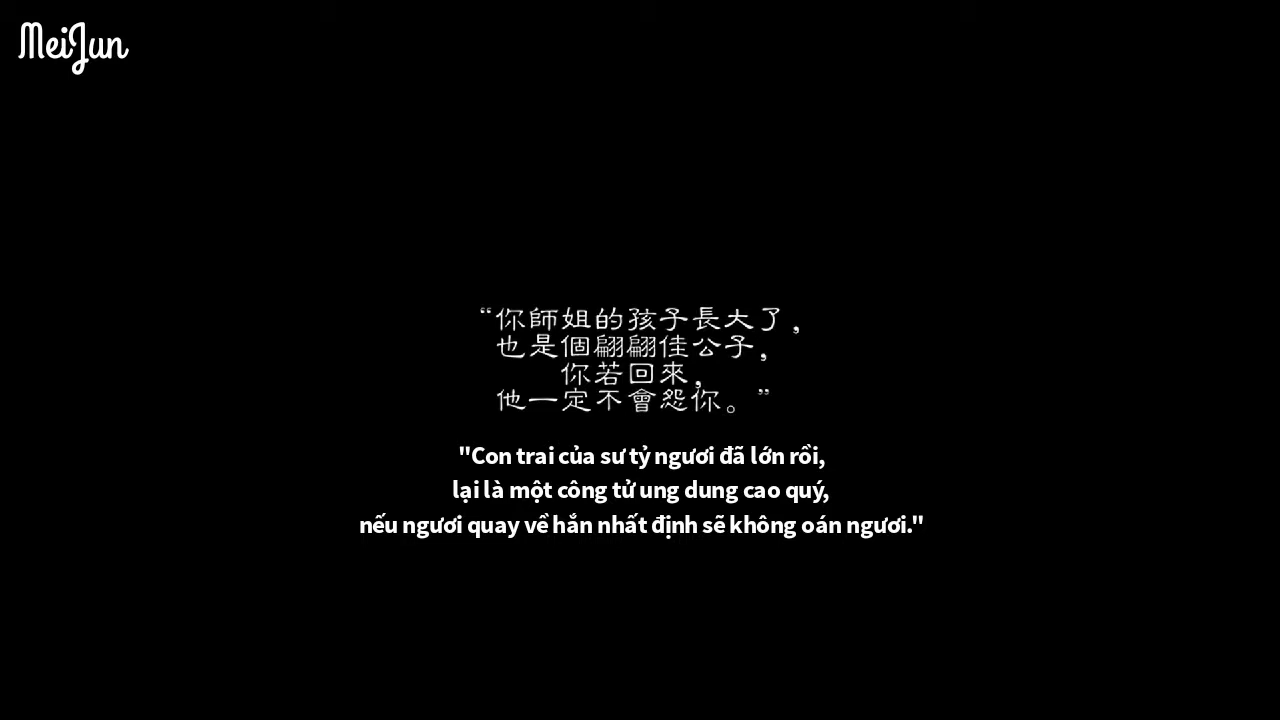 MeiJun
“你師姐的孩子長大了，
也是個翩翩佳公子，
你若回來，
他一定不會怨你。”
"Con trai của sư tỷ ngươi đã lớn rồi,
lại là một công tử ung dung cao quý,
nếu ngươi quay về hắn nhất định sẽ không oán ngươi."